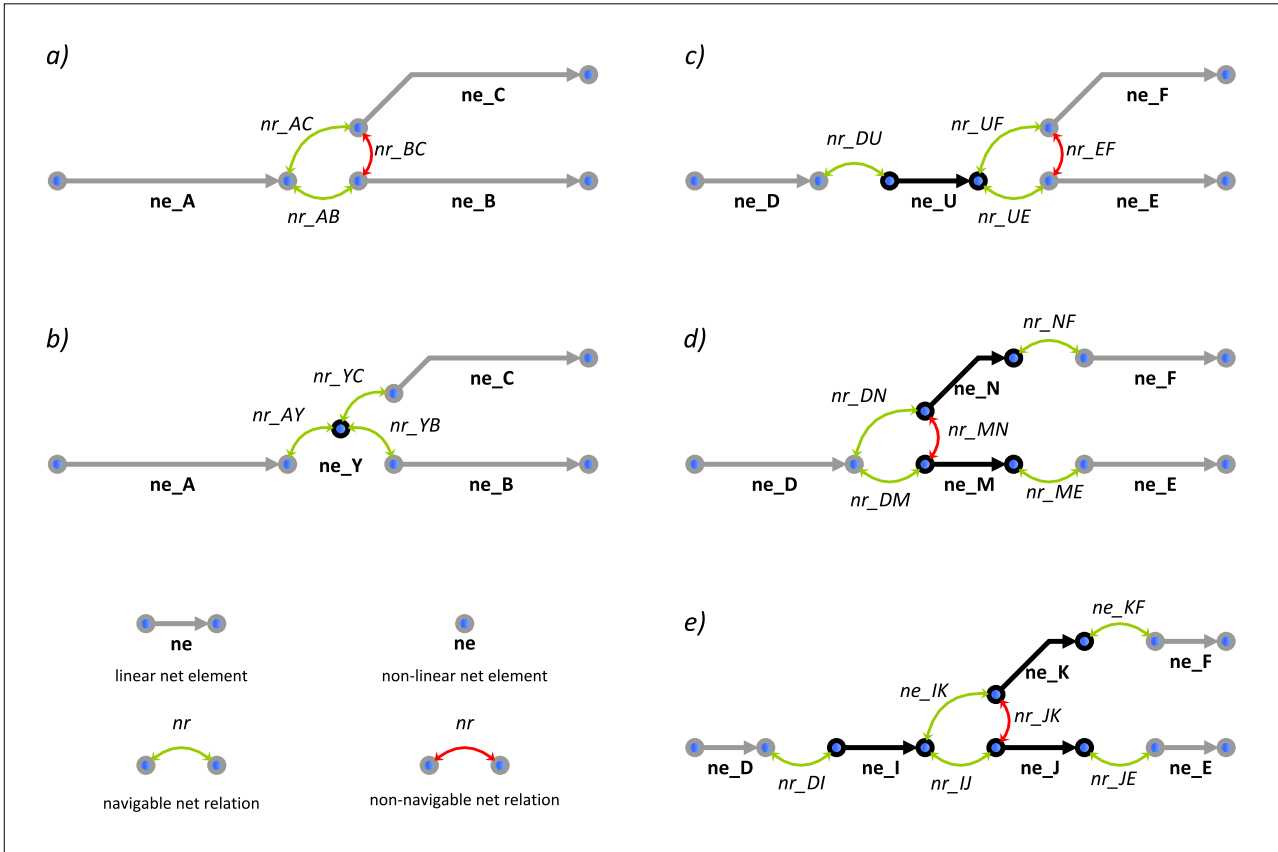 a)
ne_C
nr_AC
nr_BC
ne_A
ne_B
nr_AB
b)
nr_YC
ne_C
nr_AY
nr_YB
ne_Y
ne_A
ne_B
ne
linear net element
ne
non-linear net element
nr
navigable net relation
nr
non-navigable net relation
c)
ne_F
nr_UF
nr_DU
nr_EF
ne_D
ne_U
ne_E
nr_UE
d)
nr_NF
ne_F
ne_N
nr_DN
nr_MN
ne_D
ne_M
ne_E
nr_DM
nr_ME
e)
ne_KF
ne_F
ne_K
ne_IK
nr_JK
ne_D
ne_I
ne_J
ne_E
nr_DI
nr_IJ
nr_JE